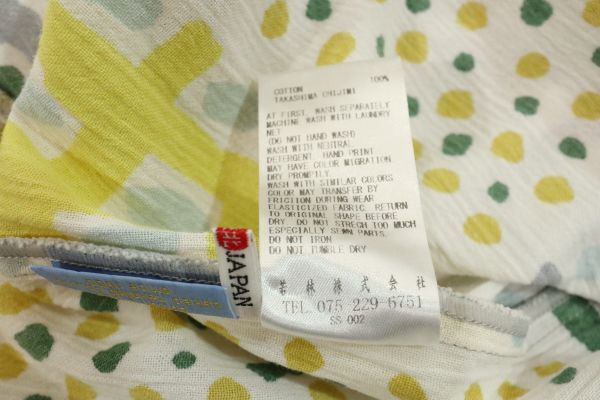 COTTON 100%
TAKASHIMA CHIJIMI
AT FIRST, WASH SEPARATELY
MACHINE WASH WITH LAUNDRY
NET
(DO NOT HAND WASH)
WASH WITH NEUTRAL
DETERGENT. HAND PRINT
MAY HAVE COLOR MIGRATION
DRY PROMPTLY.
WASH WITH SIMILAR COLORS
COLOR MAY TRANSFER BY
FRICTION DURING WEAR
ELASTICIZED FABRIC RETURN
TO ORIGINAL SHAPE BEFORE
DRY DO NOT STRECH TOO MUCH
ESPECIALLY SEWN PARTS.
DO NOT IRON
DO NOT TUMBLE DRY
若林株式会社
TEL. 075 229 6751
SS 002
JAPAN